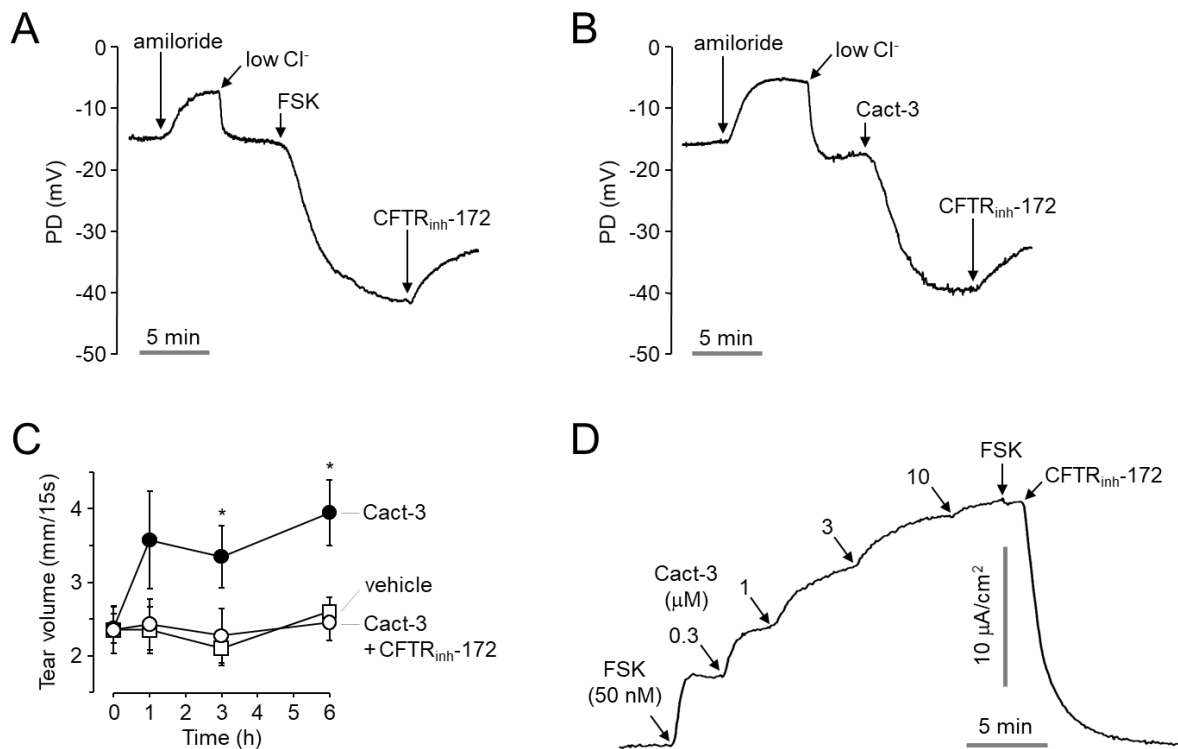 A
amiloride
low Cl⁻
FSK
CFTRinh-172
PD (mV)
0
-10
-20
-30
-40
-50
5 min
B
amiloride
low Cl⁻
Cact-3
CFTRinh-172
PD (mV)
0
-10
-20
-30
-40
-50
5 min
C
Tear volume (mm/15s)
4
3
2
*
*
Cact-3
vehicle
Cact-3
+ CFTRinh-172
0 1 2 3 4 5 6
Time (h)
D
FSK
(50 nM)
Cact-3
(μM)
0.3
1
3
10
FSK
CFTRinh-172
10 μA/cm²
5 min